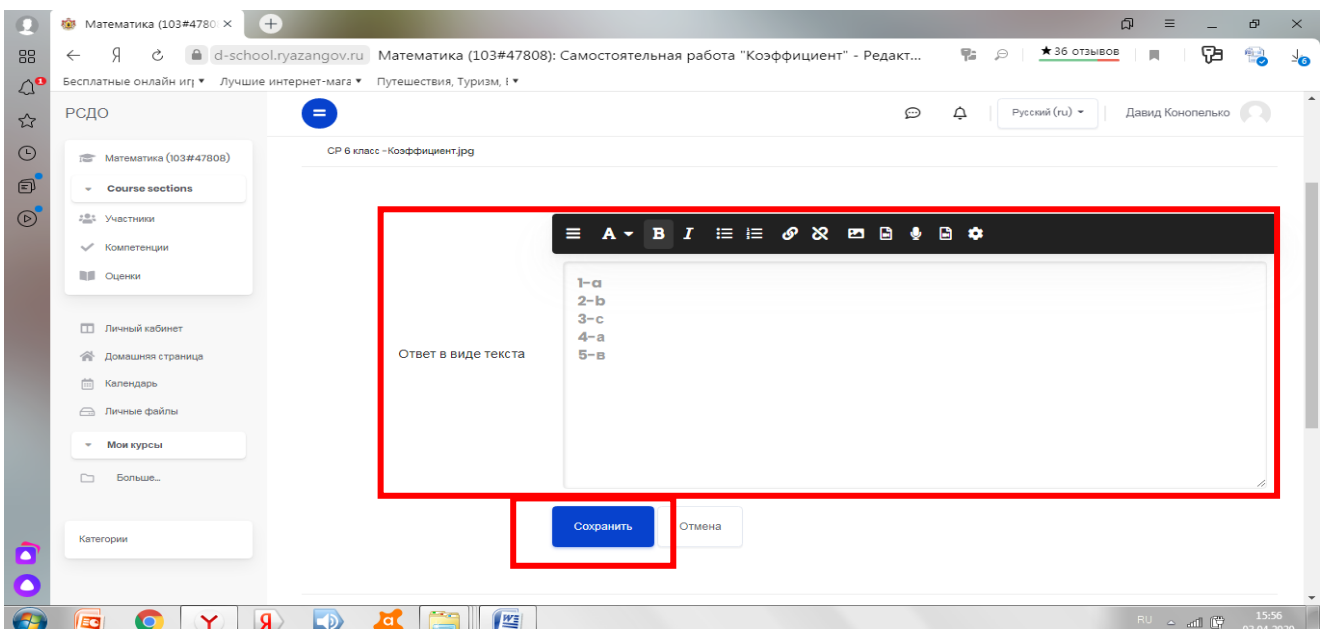 Математика (103#4780
d-school.ryazangov.ru Математика (103#47808): Самостоятельная работа "Коэффициент" - Редакт...
★36 отзывов
Бесплатные онлайн игр Лучшие интернет-мага Путешествия, Туризм,
РСДО
Русский (ru)
Давид Конопелько
Математика (103#47808)
CP 6 класс -Коэффициент.jpg
Course sections
Участники
Компетенции
Оценки
Личный кабинет
Домашняя страница
Календарь
Личные файлы
Мои курсы
Больше...
Категории
Ответ в виде текста
1-a
2-b
3-c
4-a
5-в
Сохранить
Отмена
RU
15:56